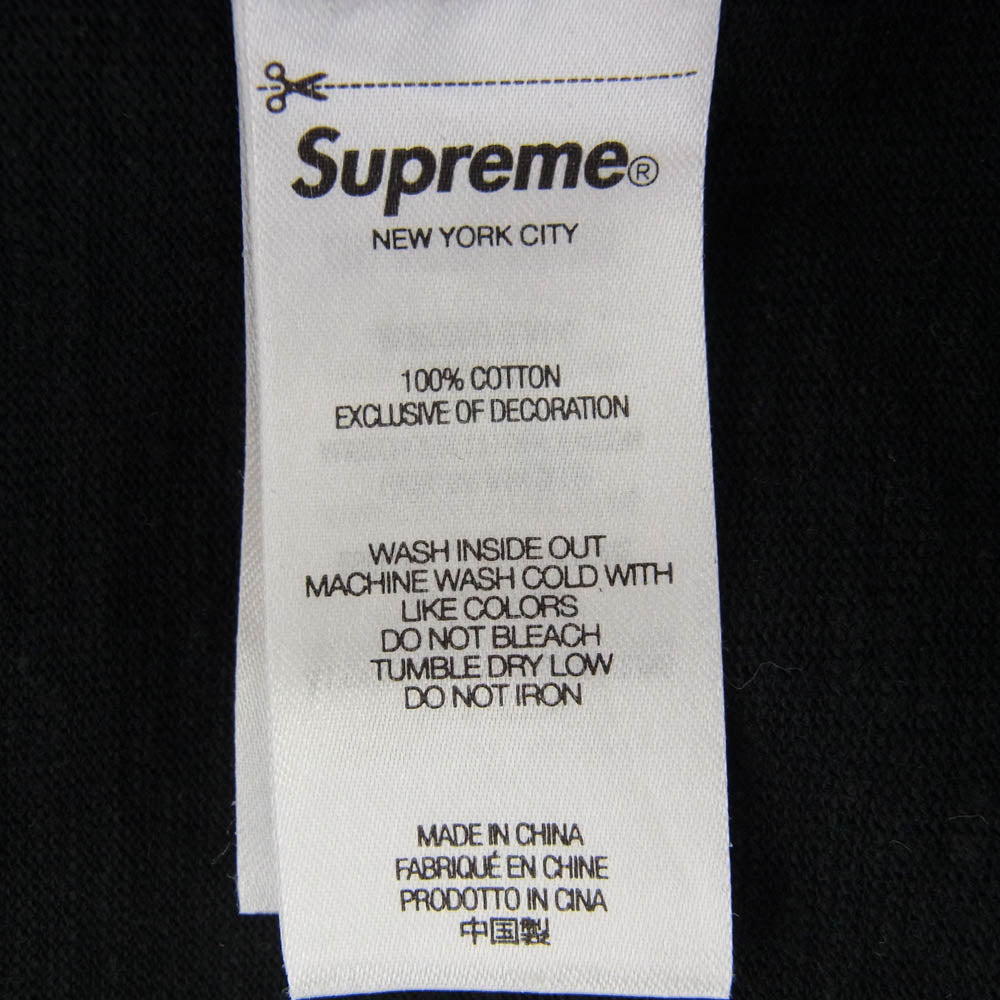 Supreme®
NEW YORK CITY
100% COTTON
EXCLUSIVE OF DECORATION
WASH INSIDE OUT
MACHINE WASH COLD WITH
LIKE COLORS
DO NOT BLEACH
TUMBLE DRY LOW
DO NOT IRON
MADE IN CHINA
FABRIQUÉ EN CHINE
PRODOTTO IN CINA
中国製